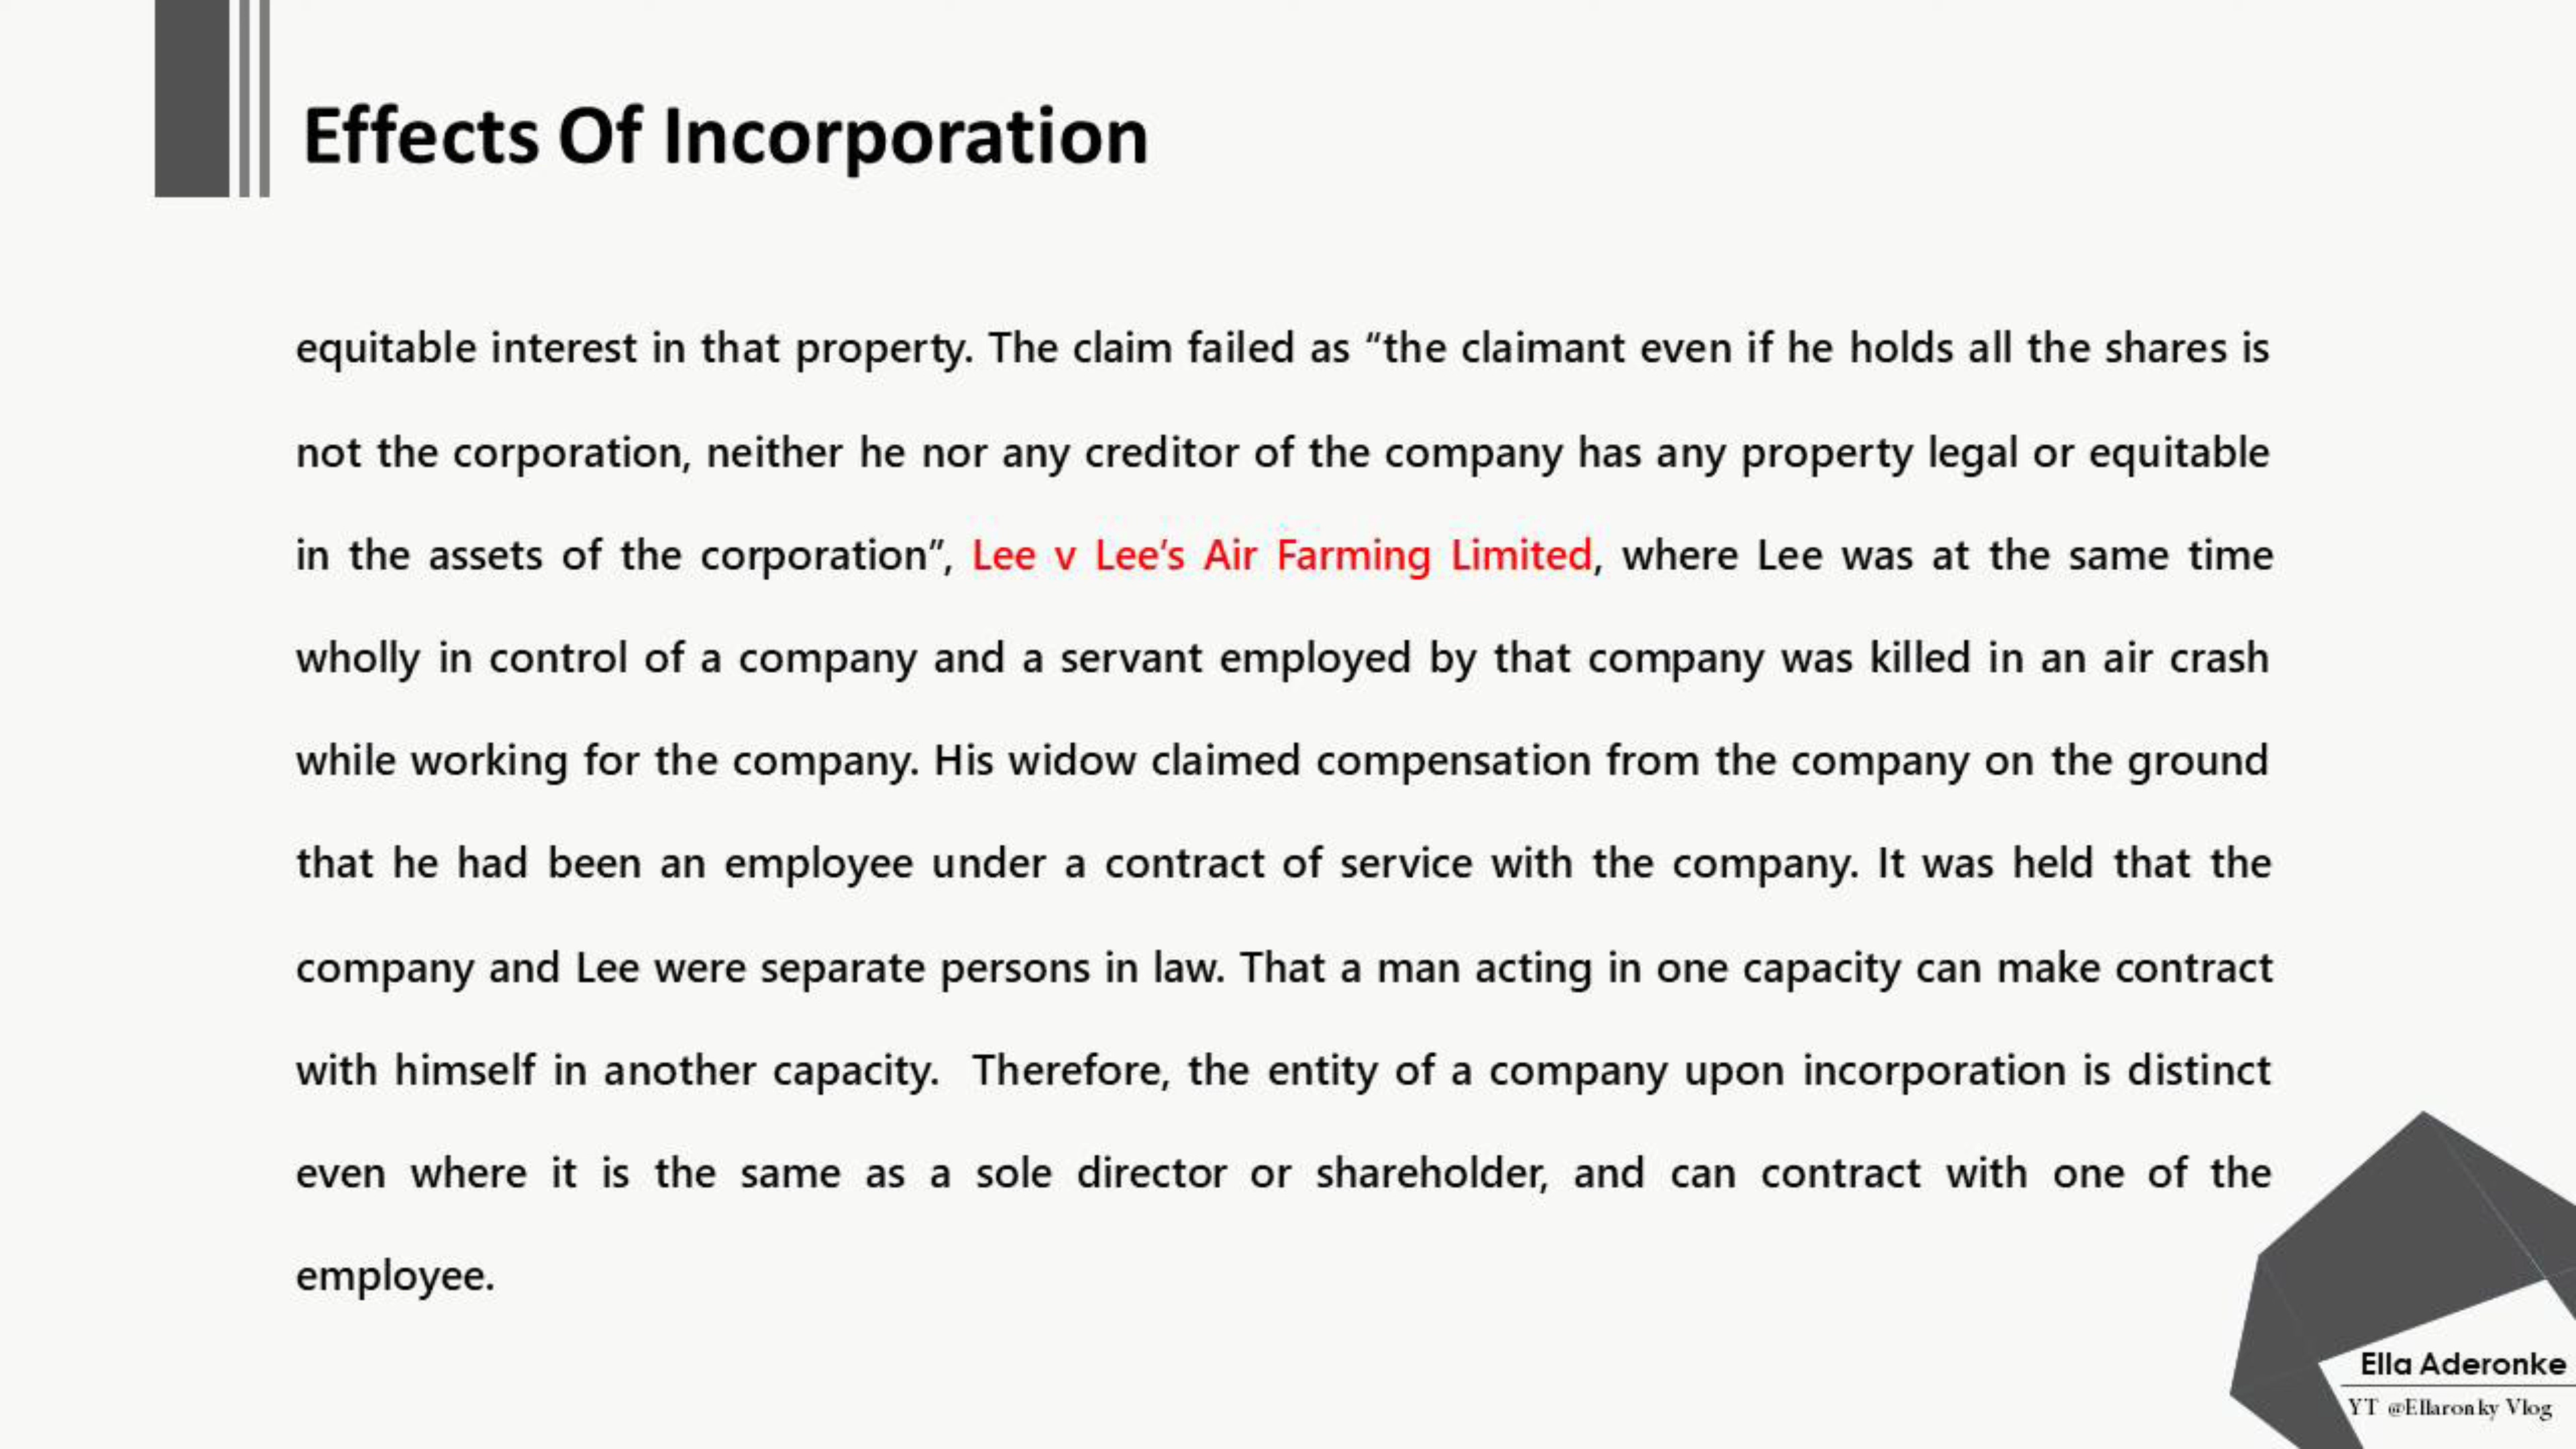 Effects Of Incorporation
equitable interest in that property. The claim failed as “the claimant even if he holds all the shares is
not the corporation, neither he nor any creditor of the company has any property legal or equitable
in the assets of the corporation”, Lee v Lee’s Air Farming Limited, where Lee was at the same time
wholly in control of a company and a servant employed by that company was killed in an air crash
while working for the company. His widow claimed compensation from the company on the ground
that he had been an employee under a contract of service with the company. It was held that the
company and Lee were separate persons in law. That a man acting in one capacity can make contract
with himself in another capacity.  Therefore, the entity of a company upon incorporation is distinct
even where it is the same as a sole director or shareholder, and can contract with one of the
employee.
Ella Aderonke
YT @Ellaronky Vlog